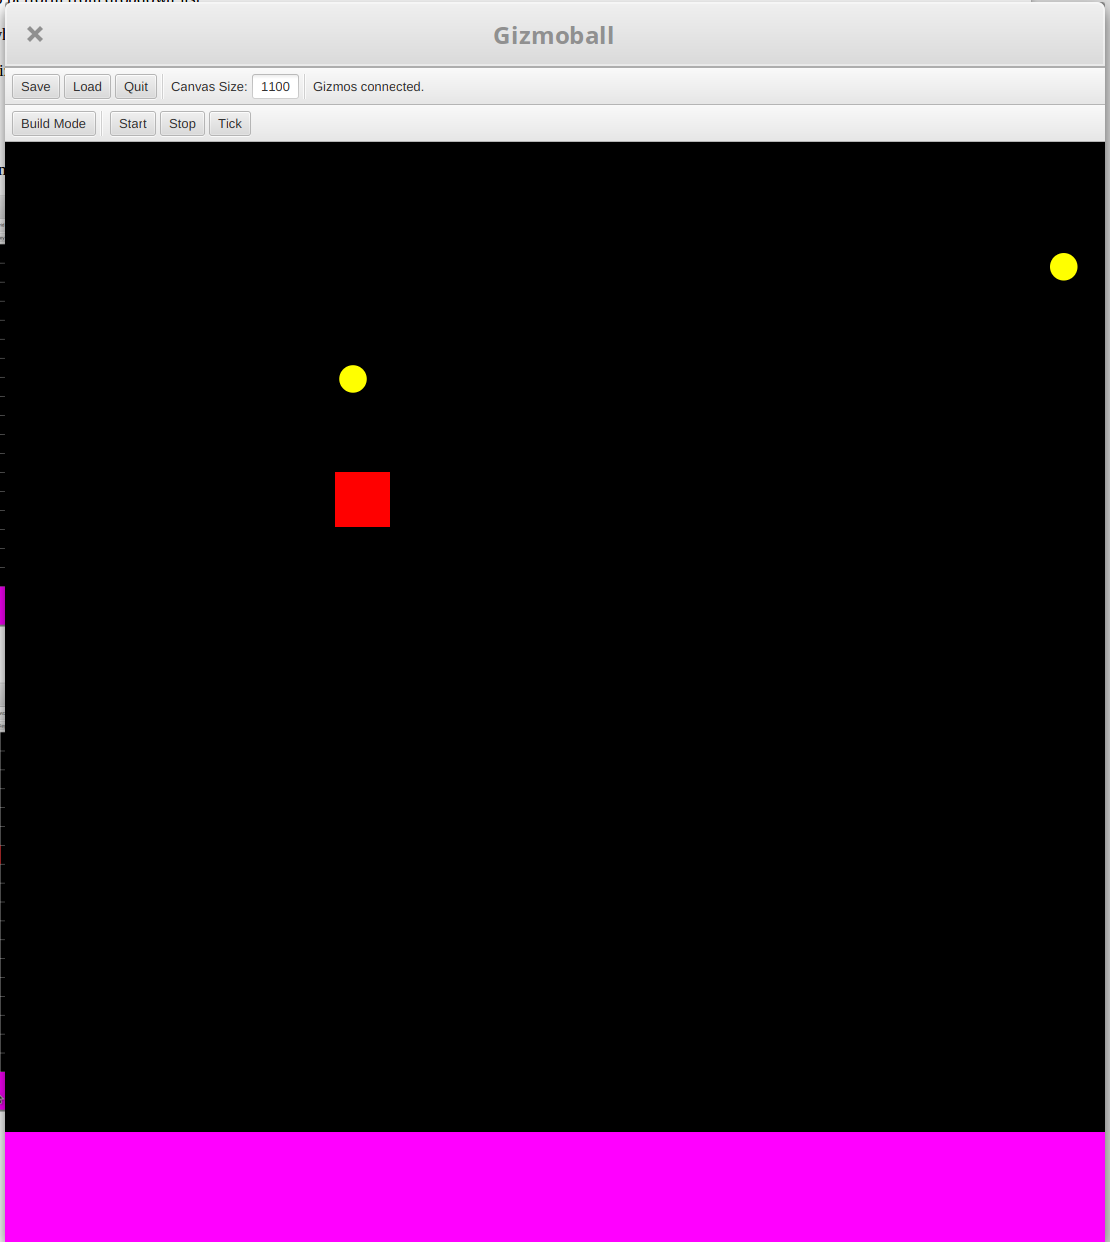 Gizmoball
Save Load Quit Canvas Size: 1100 Gizmos connected.
Build Mode Start Stop Tick